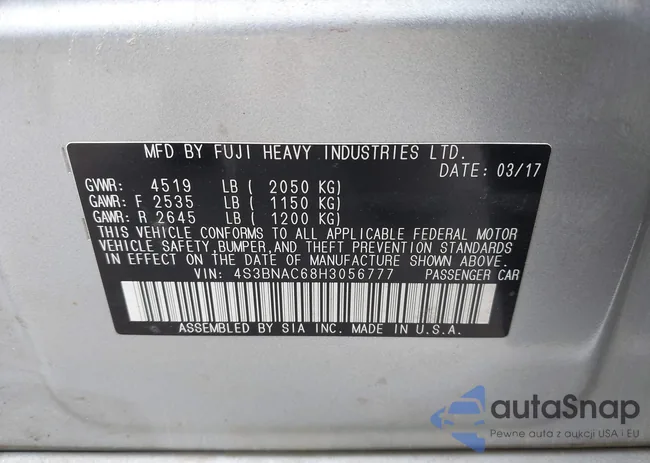 MFD BY FUJI HEAVY INDUSTRIES LTD.
DATE: 03/17
GVWR: 4519 LB ( 2050 KG)
GAWR: F 2535 LB ( 1150 KG)
GAWR: R 2645 LB ( 1200 KG)
THIS VEHICLE CONFORMS TO ALL APPLICABLE FEDERAL MOTOR
VEHICLE SAFETY, BUMPER, AND THEFT PREVENTION STANDARDS
IN EFFECT ON THE DATE OF MANUFACTURE SHOWN ABOVE.
VIN: 4S3BNAC68H3056777 PASSENGER CAR
ASSEMBLED BY SIA INC. MADE IN U.S.A.
autaSnap
Pewne auta z aukcji USA i EU